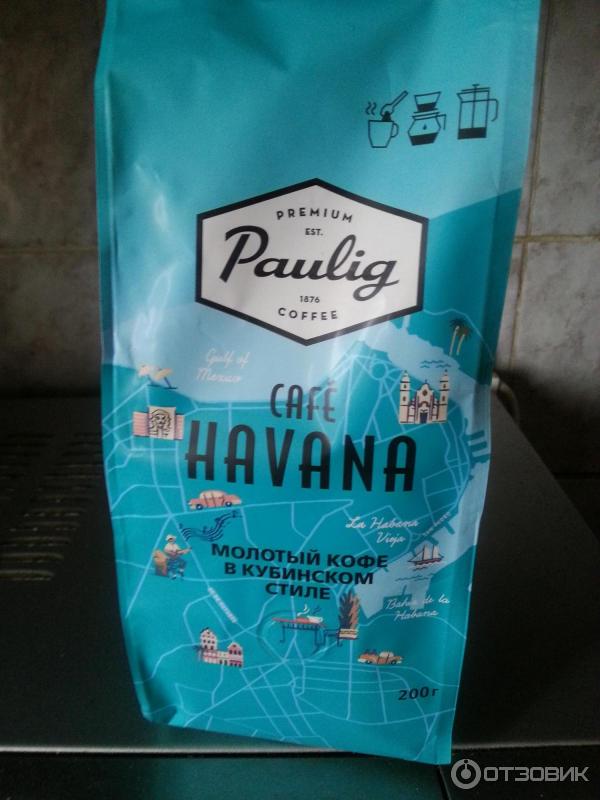 PREMIUM
EST.
Paulig
1876
COFFEE
Gulf of
Mexico
CAFÉ
HAVANA
La Habana
Vieja
МОЛОТЫЙ КОФЕ
В КУБИНСКОМ
СТИЛЕ
Bahía de la
Habana
200г
ОТЗОВИК